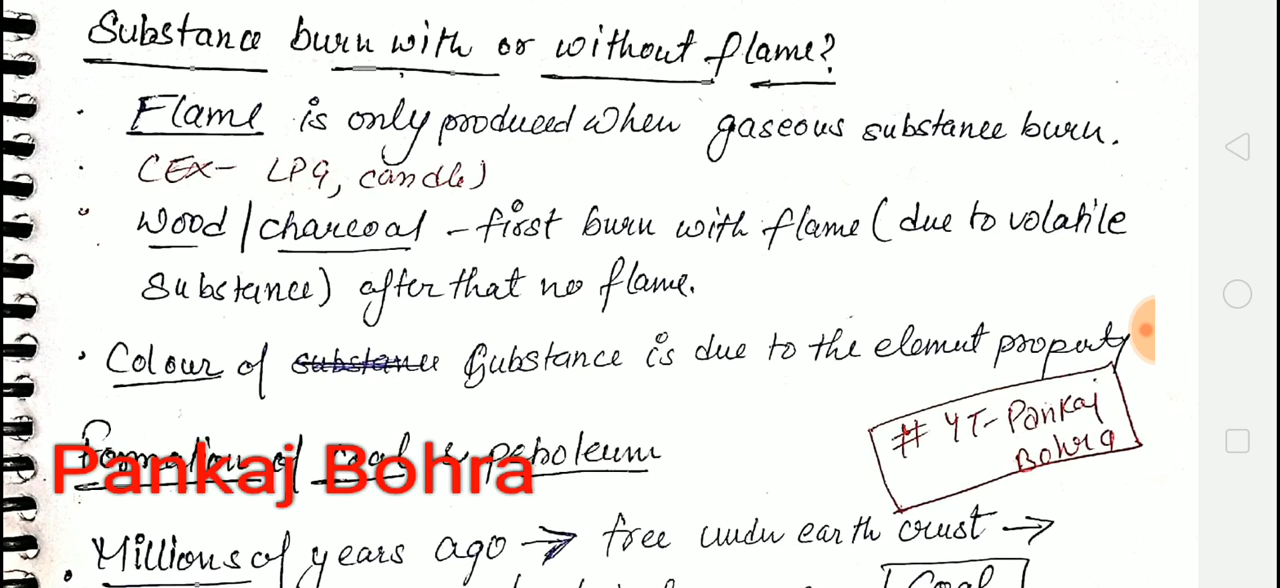 Substance burn with or without flame?
· Flame is only produced when gaseous substance burn.
· (EX- LPG, candle)
· Wood / charcoal - first burn with flame (due to volatile
substance) after that no flame.
· Colour of substance Substance is due to the elemut property
# YT- Pankaj
Bohra
Formation of coal & petroleum
Pankaj Bohra
· Millions of years ago → tree undu earth crust →
Coal